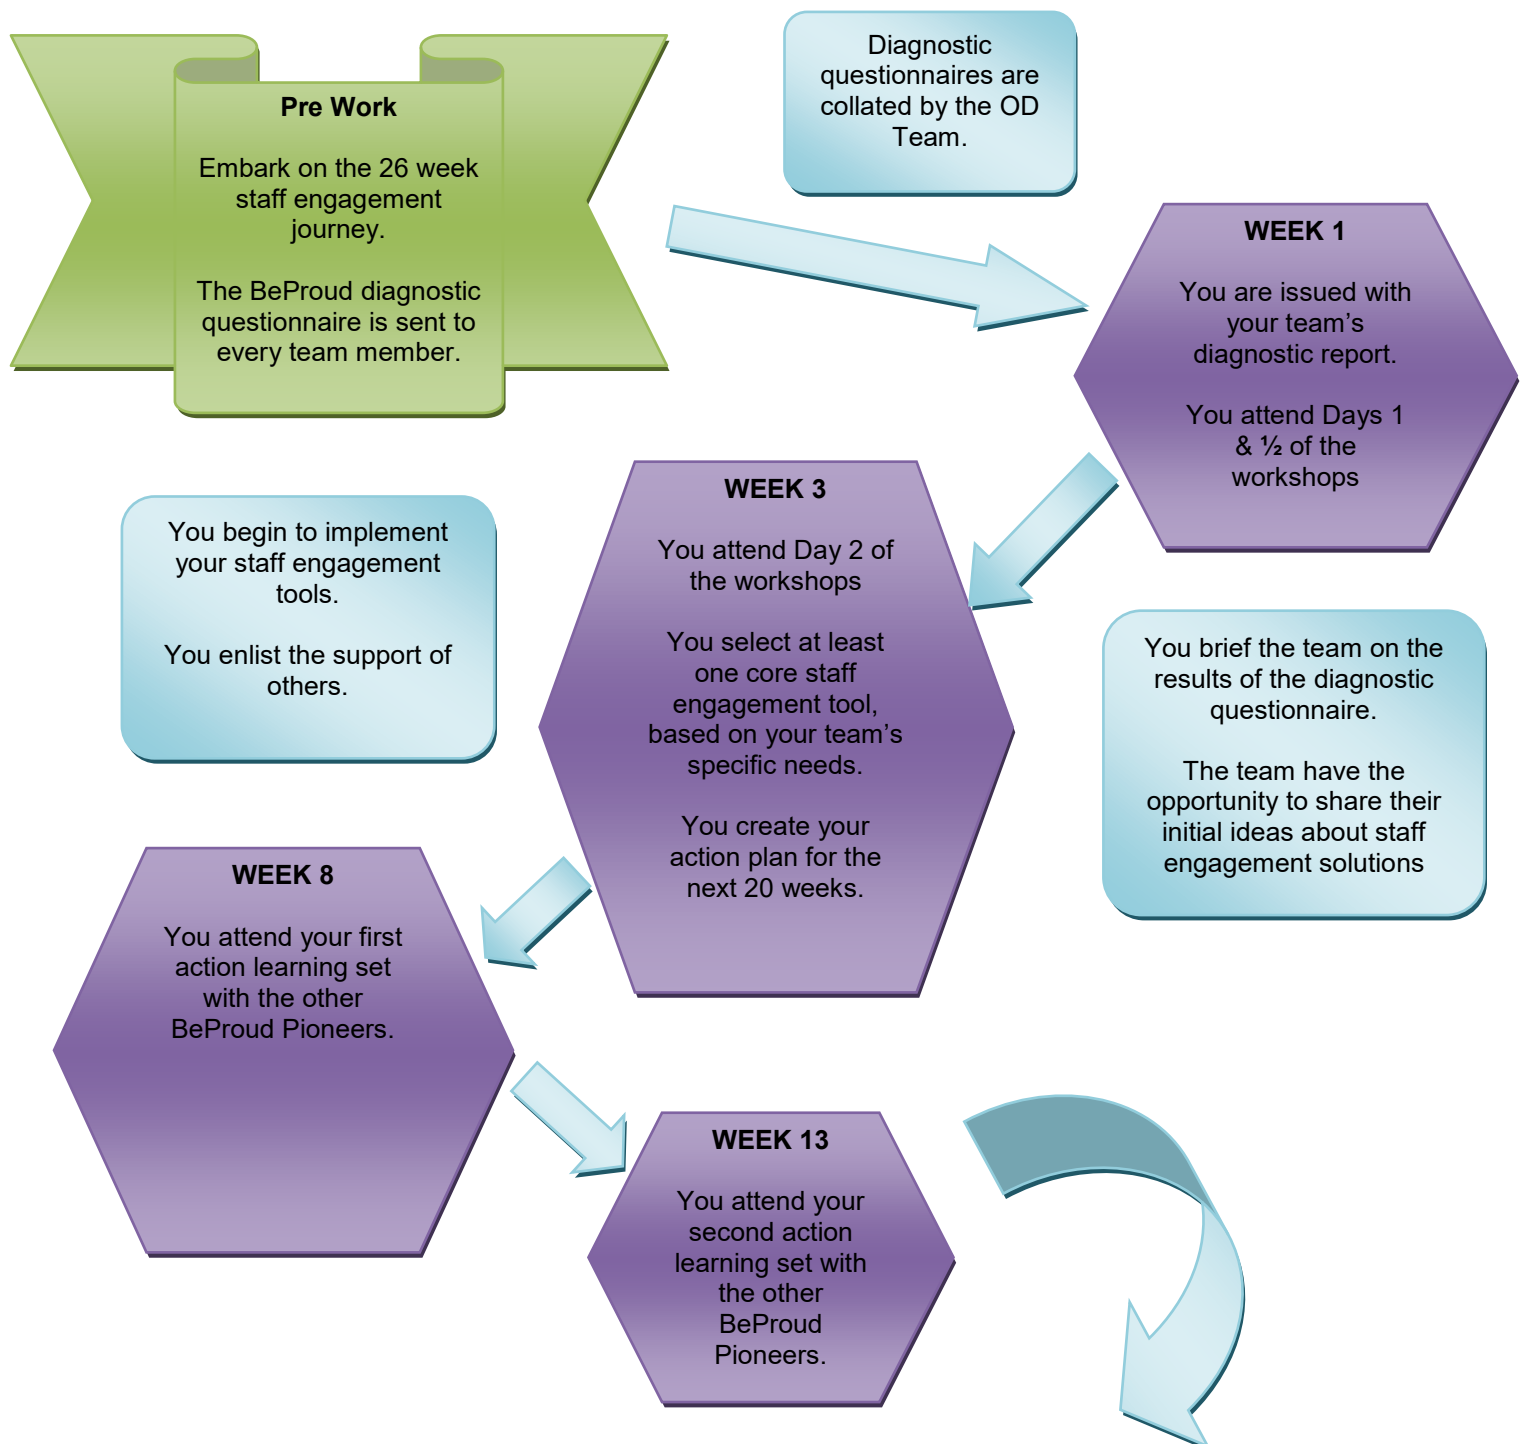 Pre Work
Embark on the 26 week
staff engagement
journey.
The BeProud diagnostic
questionnaire is sent to
every team member.
Diagnostic
questionnaires are
collated by the OD
Team.
WEEK 1
You are issued with
your team’s
diagnostic report.
You attend Days 1
& ½ of the
workshops
You brief the team on the
results of the diagnostic
questionnaire.
The team have the
opportunity to share their
initial ideas about staff
engagement solutions
WEEK 3
You attend Day 2 of
the workshops
You select at least
one core staff
engagement tool,
based on your team’s
specific needs.
You create your
action plan for the
next 20 weeks.
You begin to implement
your staff engagement
tools.
You enlist the support of
others.
WEEK 8
You attend your first
action learning set
with the other
BeProud Pioneers.
WEEK 13
You attend your
second action
learning set with
the other
BeProud
Pioneers.